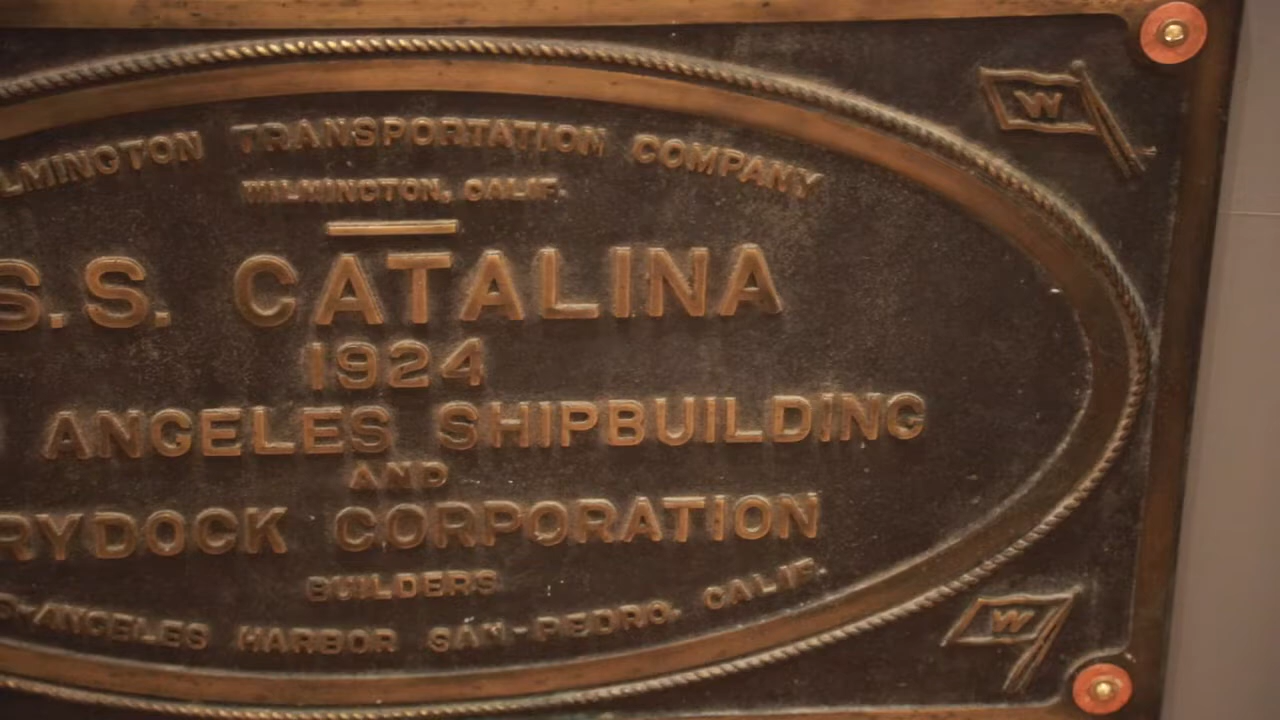 LMINGTON TRANSPORTATION COMPANY
WILMINGTON, CALIF.
S.S. CATALINA
1924
ANGELES SHIPBUILDING
AND
RYDOCK CORPORATION
BUILDERS
-ANGELES HARBOR SAN-PEDRO. CALIF.
W
W